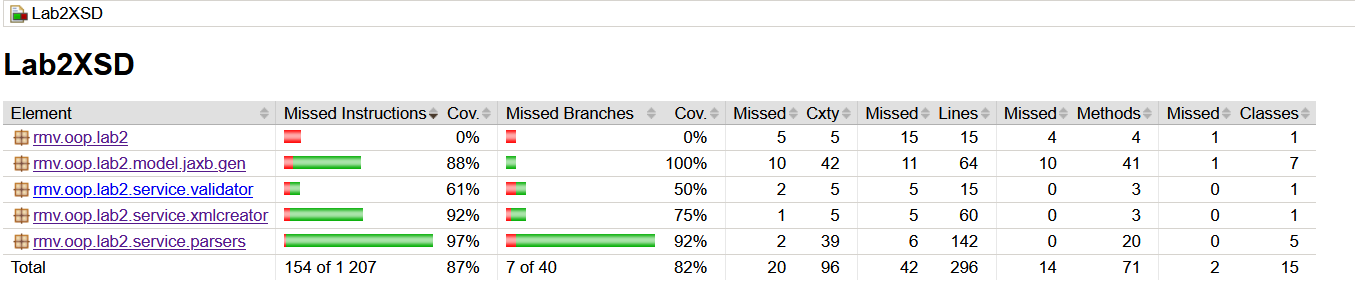 Lab2XSD
Lab2XSD
Element Missed Instructions Cov. Missed Branches Cov. Missed Cxty Missed Lines Missed Methods Missed Classes
rmv.oop.lab2 0% 0% 5 5 15 15 4 4 1 1
rmv.oop.lab2.model.jaxb.gen 88% 100% 10 42 11 64 10 41 1 7
rmv.oop.lab2.service.validator 61% 50% 2 5 5 15 0 3 0 1
rmv.oop.lab2.service.xmlcreator 92% 75% 1 5 5 60 0 3 0 1
rmv.oop.lab2.service.parsers 97% 92% 2 39 6 142 0 20 0 5
Total 154 of 1 207 87% 7 of 40 82% 20 96 42 296 14 71 2 15